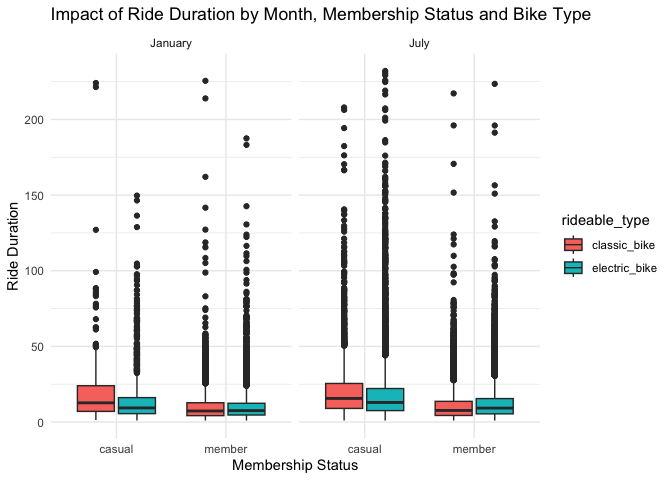 Impact of Ride Duration by Month, Membership Status and Bike Type
January
July
Ride Duration
200
150
100
50
0
casual
member
casual
member
Membership Status
rideable_type
classic_bike
electric_bike